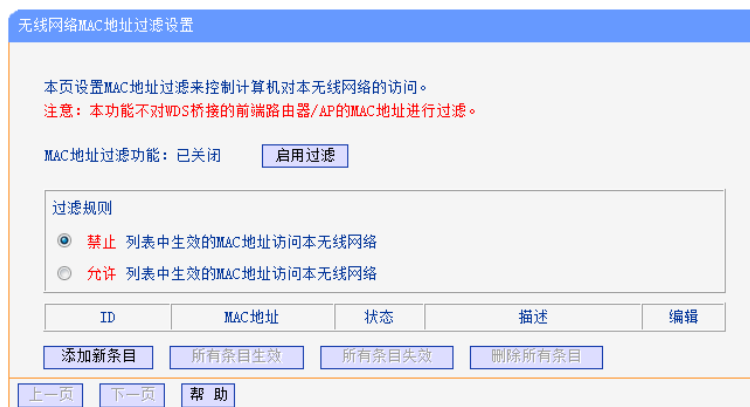 无线网络MAC地址过滤设置
本页设置MAC地址过滤来控制计算机对本无线网络的访问。
注意：本功能不对WDS桥接的前端路由器/AP的MAC地址进行过滤。
MAC地址过滤功能：已关闭 启用过滤
过滤规则
禁止 列表中生效的MAC地址访问本无线网络
允许 列表中生效的MAC地址访问本无线网络
ID MAC地址 状态 描述 编辑
添加新条目 所有条目生效 所有条目失效 删除所有条目
上一页 下一页 帮 助